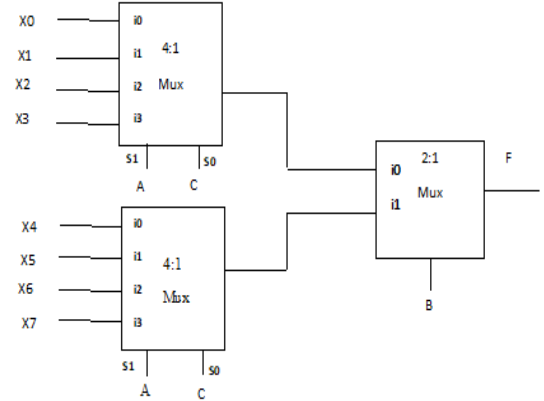 X0 i0
4:1
X1 i1
X2 i2 Mux
X3 i3
S1 S0
A C
2:1 F
i0
Mux
i1
B
X4 i0
X5 i1 4:1
X6 i2 Mux
X7 i3
S1 S0
A C